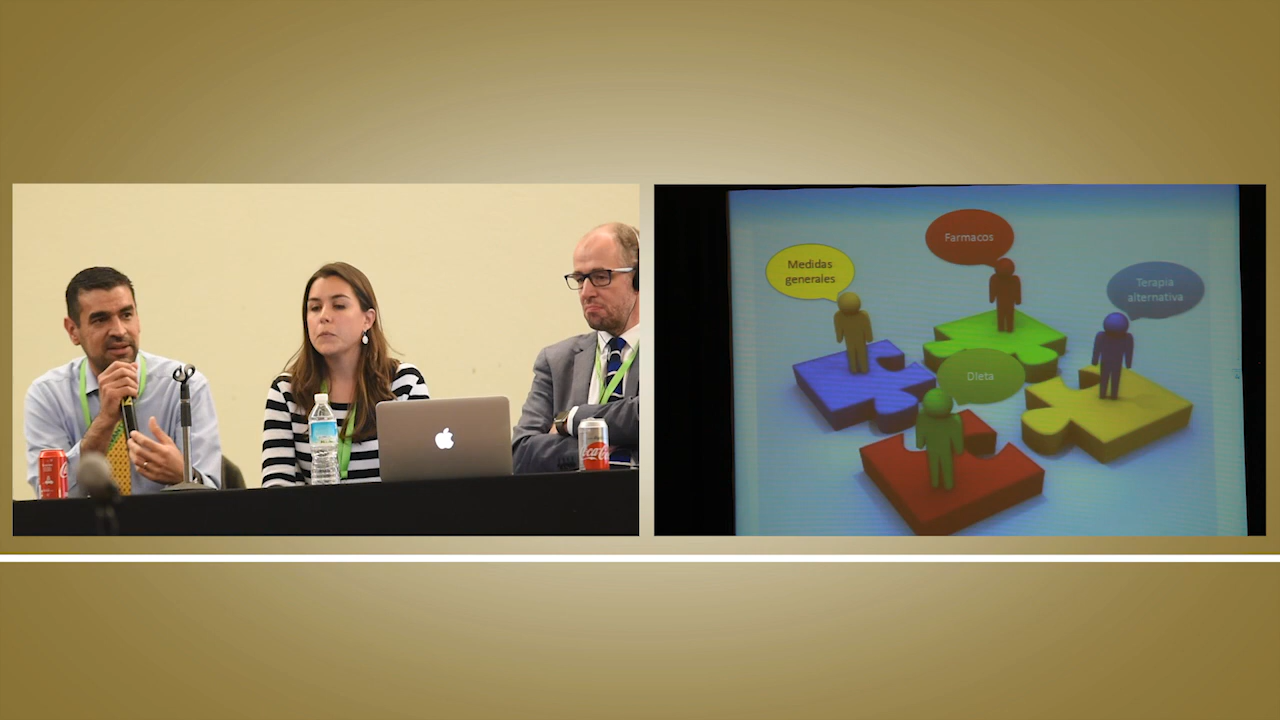 Farmacos
Medidas
generales
Terapia
alternativa
Dieta
Coca-Cola